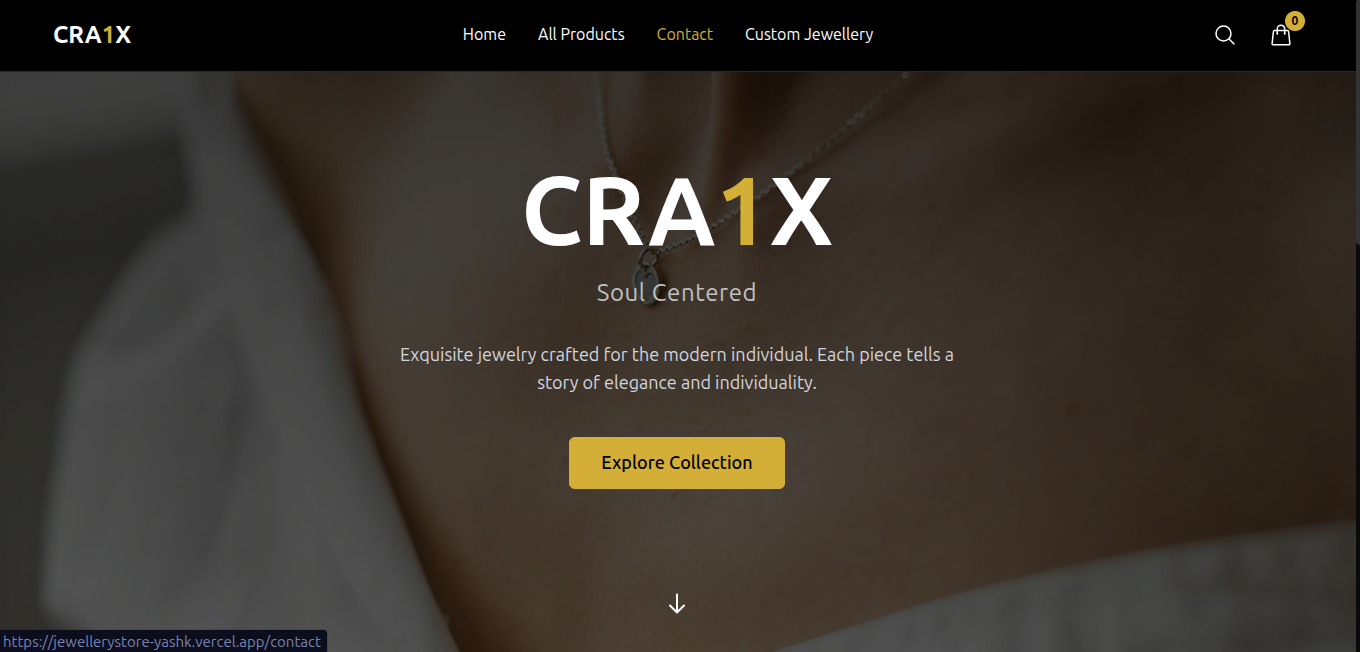 CRA1X
Home
All Products
Contact
Custom Jewellery
0
CRA1X
Soul Centered
Exquisite jewelry crafted for the modern individual. Each piece tells a
story of elegance and individuality.
Explore Collection
https://jewellerystore-yashk.vercel.app/contact